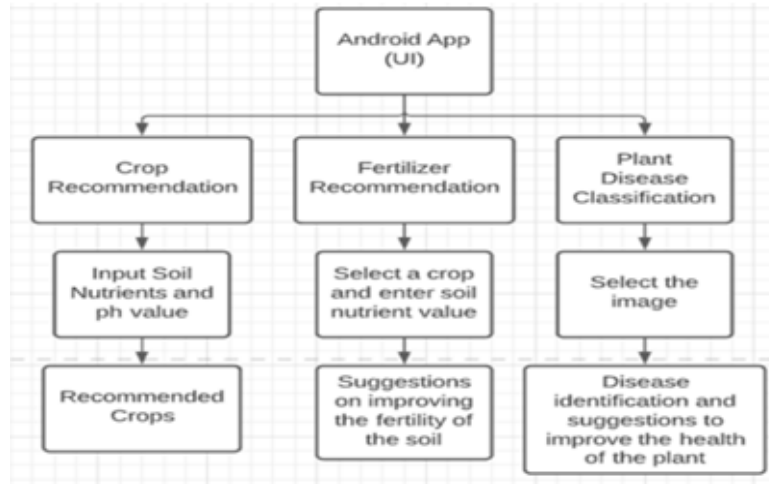 Android App
(UI)
Crop
Recommendation
Fertilizer
Recommendation
Plant
Disease
Classification
Input Soil
Nutrients and
ph value
Select a crop
and enter soil
nutrient value
Select the
image
Recommended
Crops
Suggestions
on improving
the fertility of
the soil
Disease
identification and
suggestions to
improve the health
of the plant